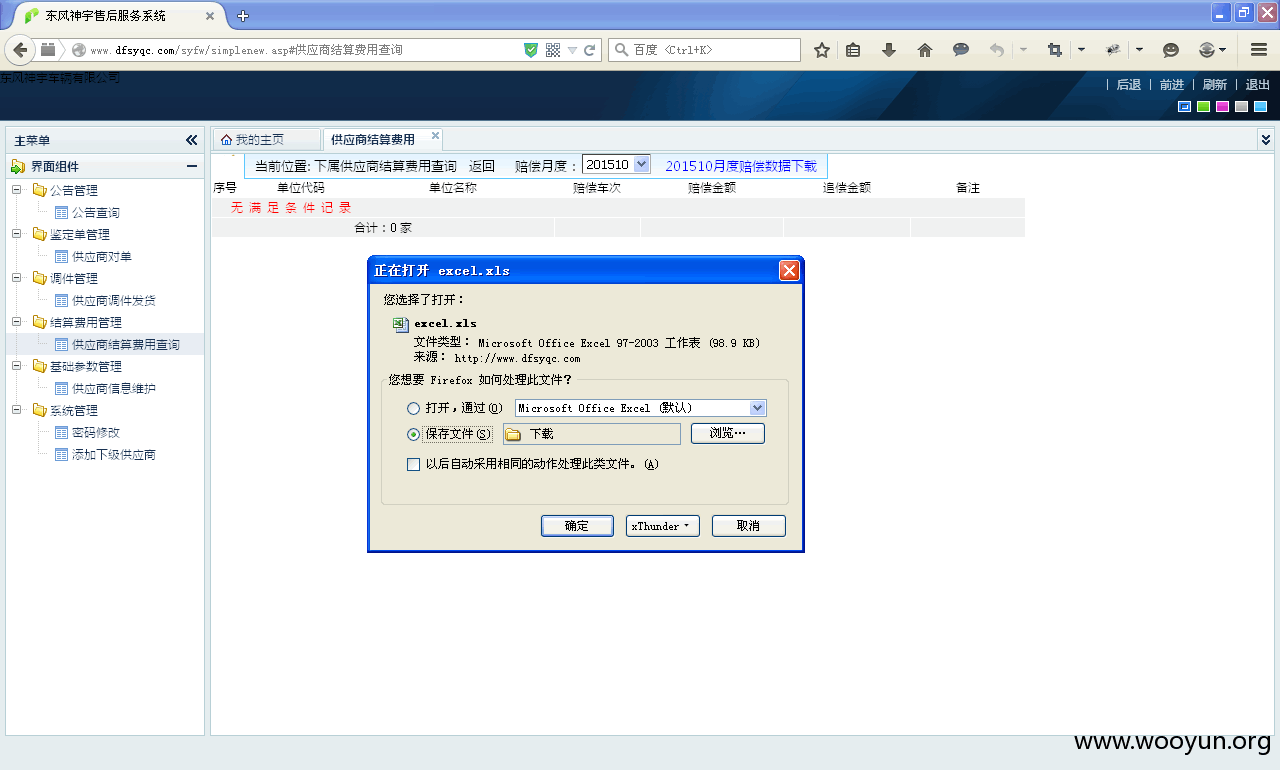 东风神宇售后服务系统
www.dfsyqc.com/syfw/simplenew.asp#供应商结算费用查询
百度 <Ctrl+K>
东风神宇车辆有限公司
| 后退 | 前进 | 刷新 | 退出
主菜单
界面组件
公告管理
公告查询
鉴定单管理
供应商对单
调件管理
供应商调件发货
结算费用管理
供应商结算费用查询
基础参数管理
供应商信息维护
系统管理
密码修改
添加下级供应商
我的主页 供应商结算费用
当前位置: 下属供应商结算费用查询 返回 赔偿月度： 201510 201510月度赔偿数据下载
序号 单位代码 单位名称 赔偿车次 赔偿金额 追偿金额 备注
无 满 足 条 件 记 录
合计：0 家
正在打开 excel.xls
您选择了打开：
excel.xls
文件类型： Microsoft Office Excel 97-2003 工作表 (98.9 KB)
来源： http://www.dfsyqc.com
您想要 Firefox 如何处理此文件？
打开，通过(O) Microsoft Office Excel (默认)
保存文件(S) 下载 浏览…
以后自动采用相同的动作处理此类文件。(A)
确定 xThunder 取消
www.wooyun.org